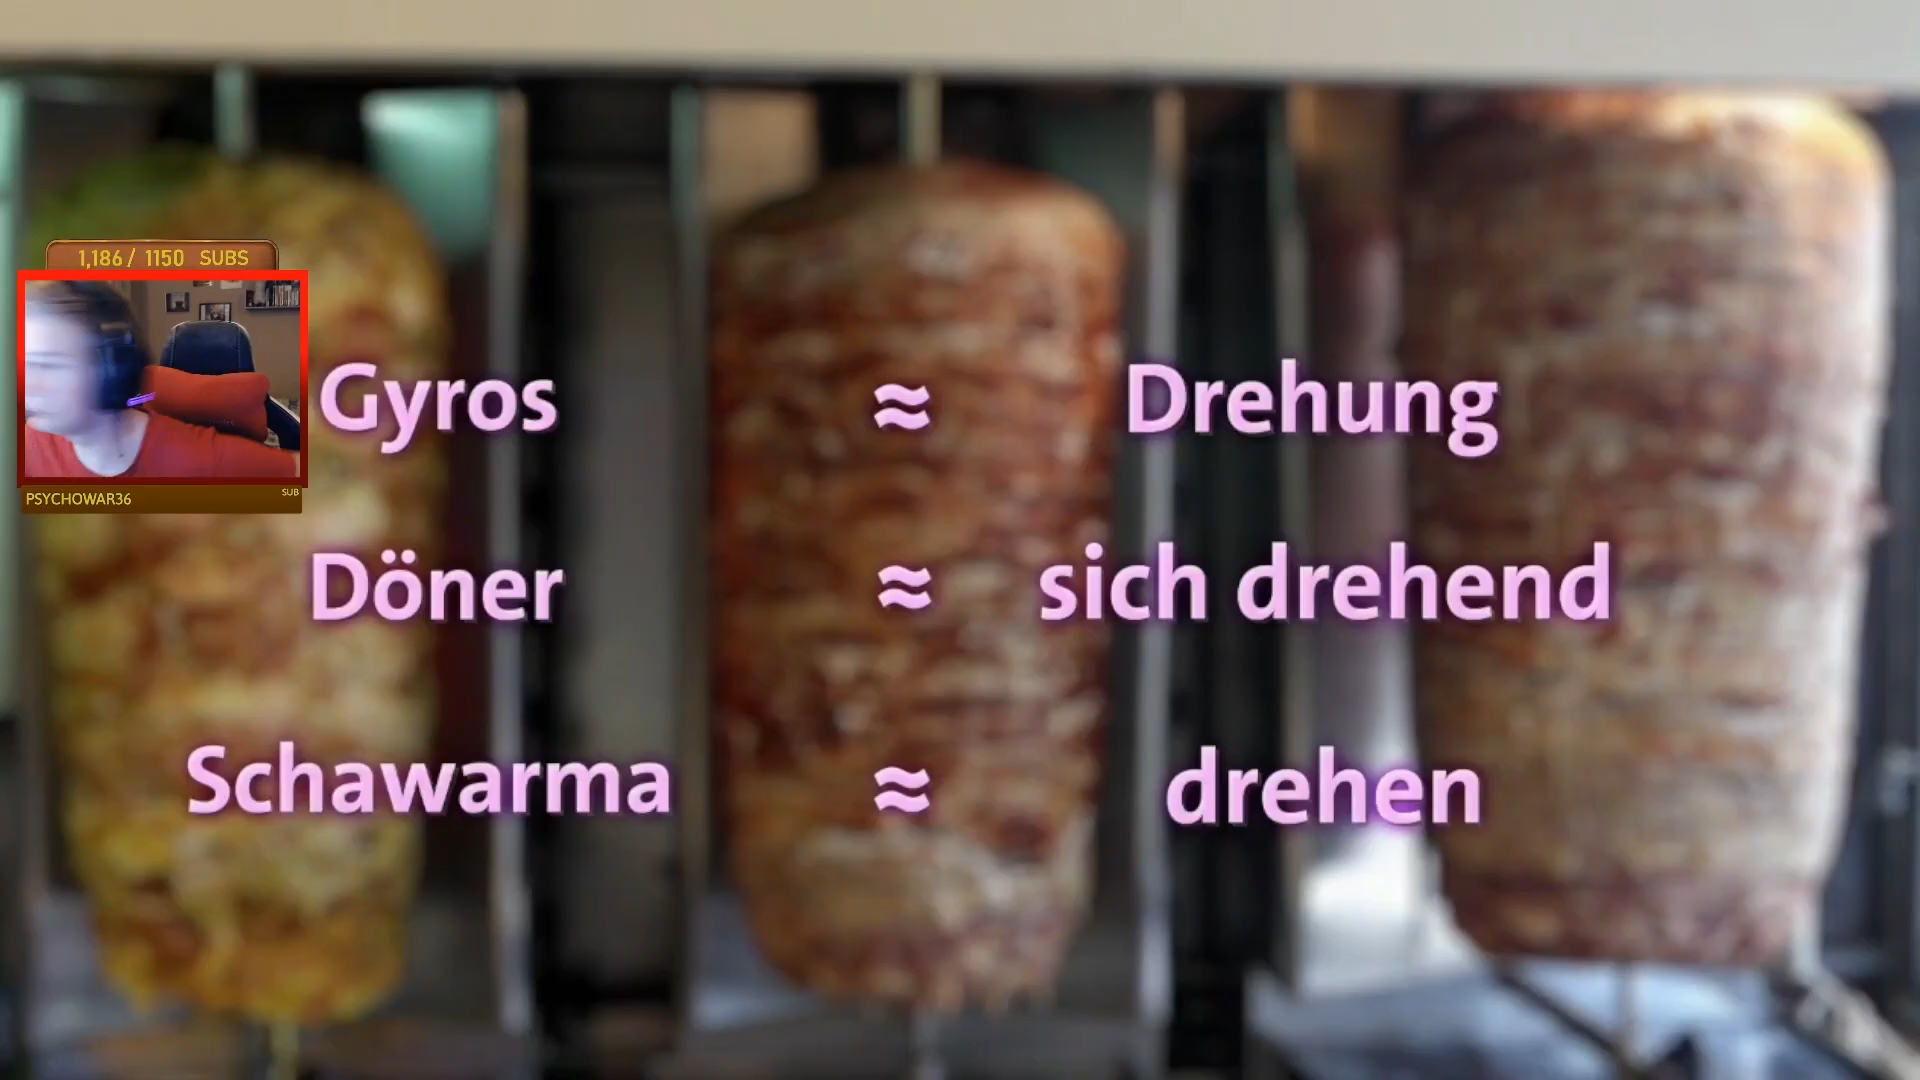 1,186 / 1150 SUBS
PSYCHOWAR36
SUB
Gyros ≈ Drehung
Döner ≈ sich drehend
Schawarma ≈ drehen